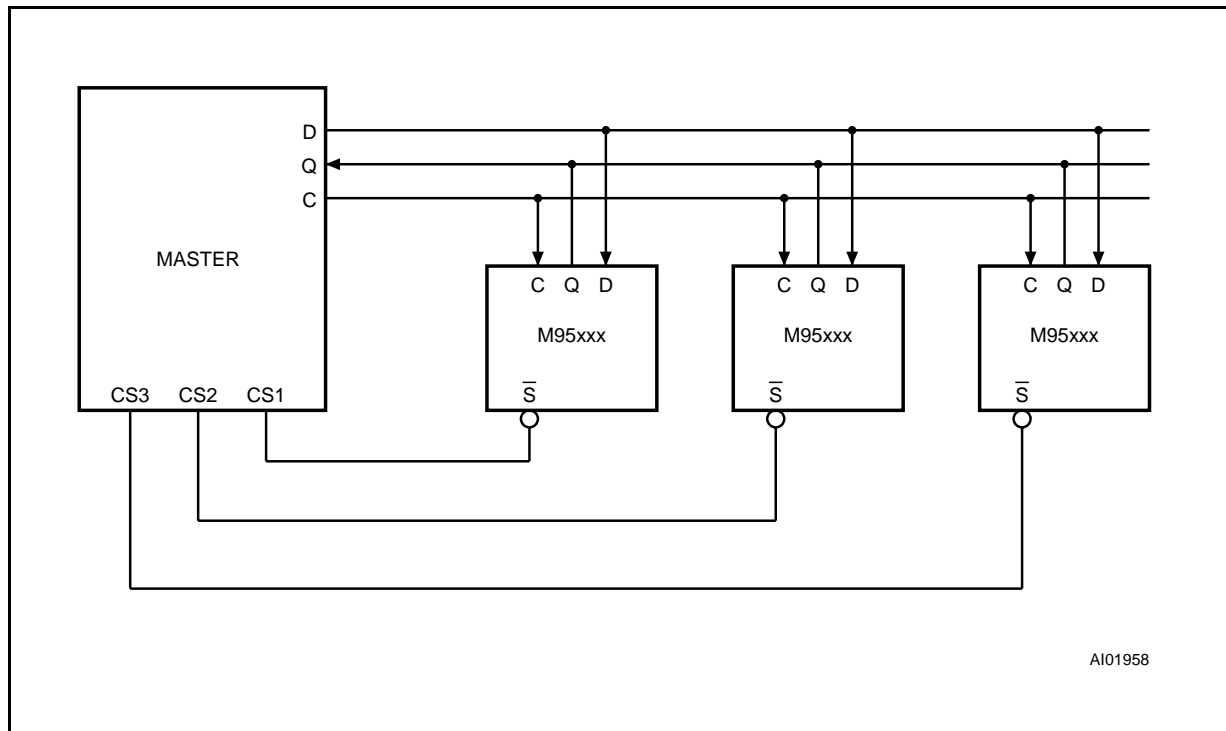 D
Q
C
MASTER
CS3 CS2 CS1
C Q D
M95xxx
S̅
C Q D
M95xxx
S̅
C Q D
M95xxx
S̅
AI01958